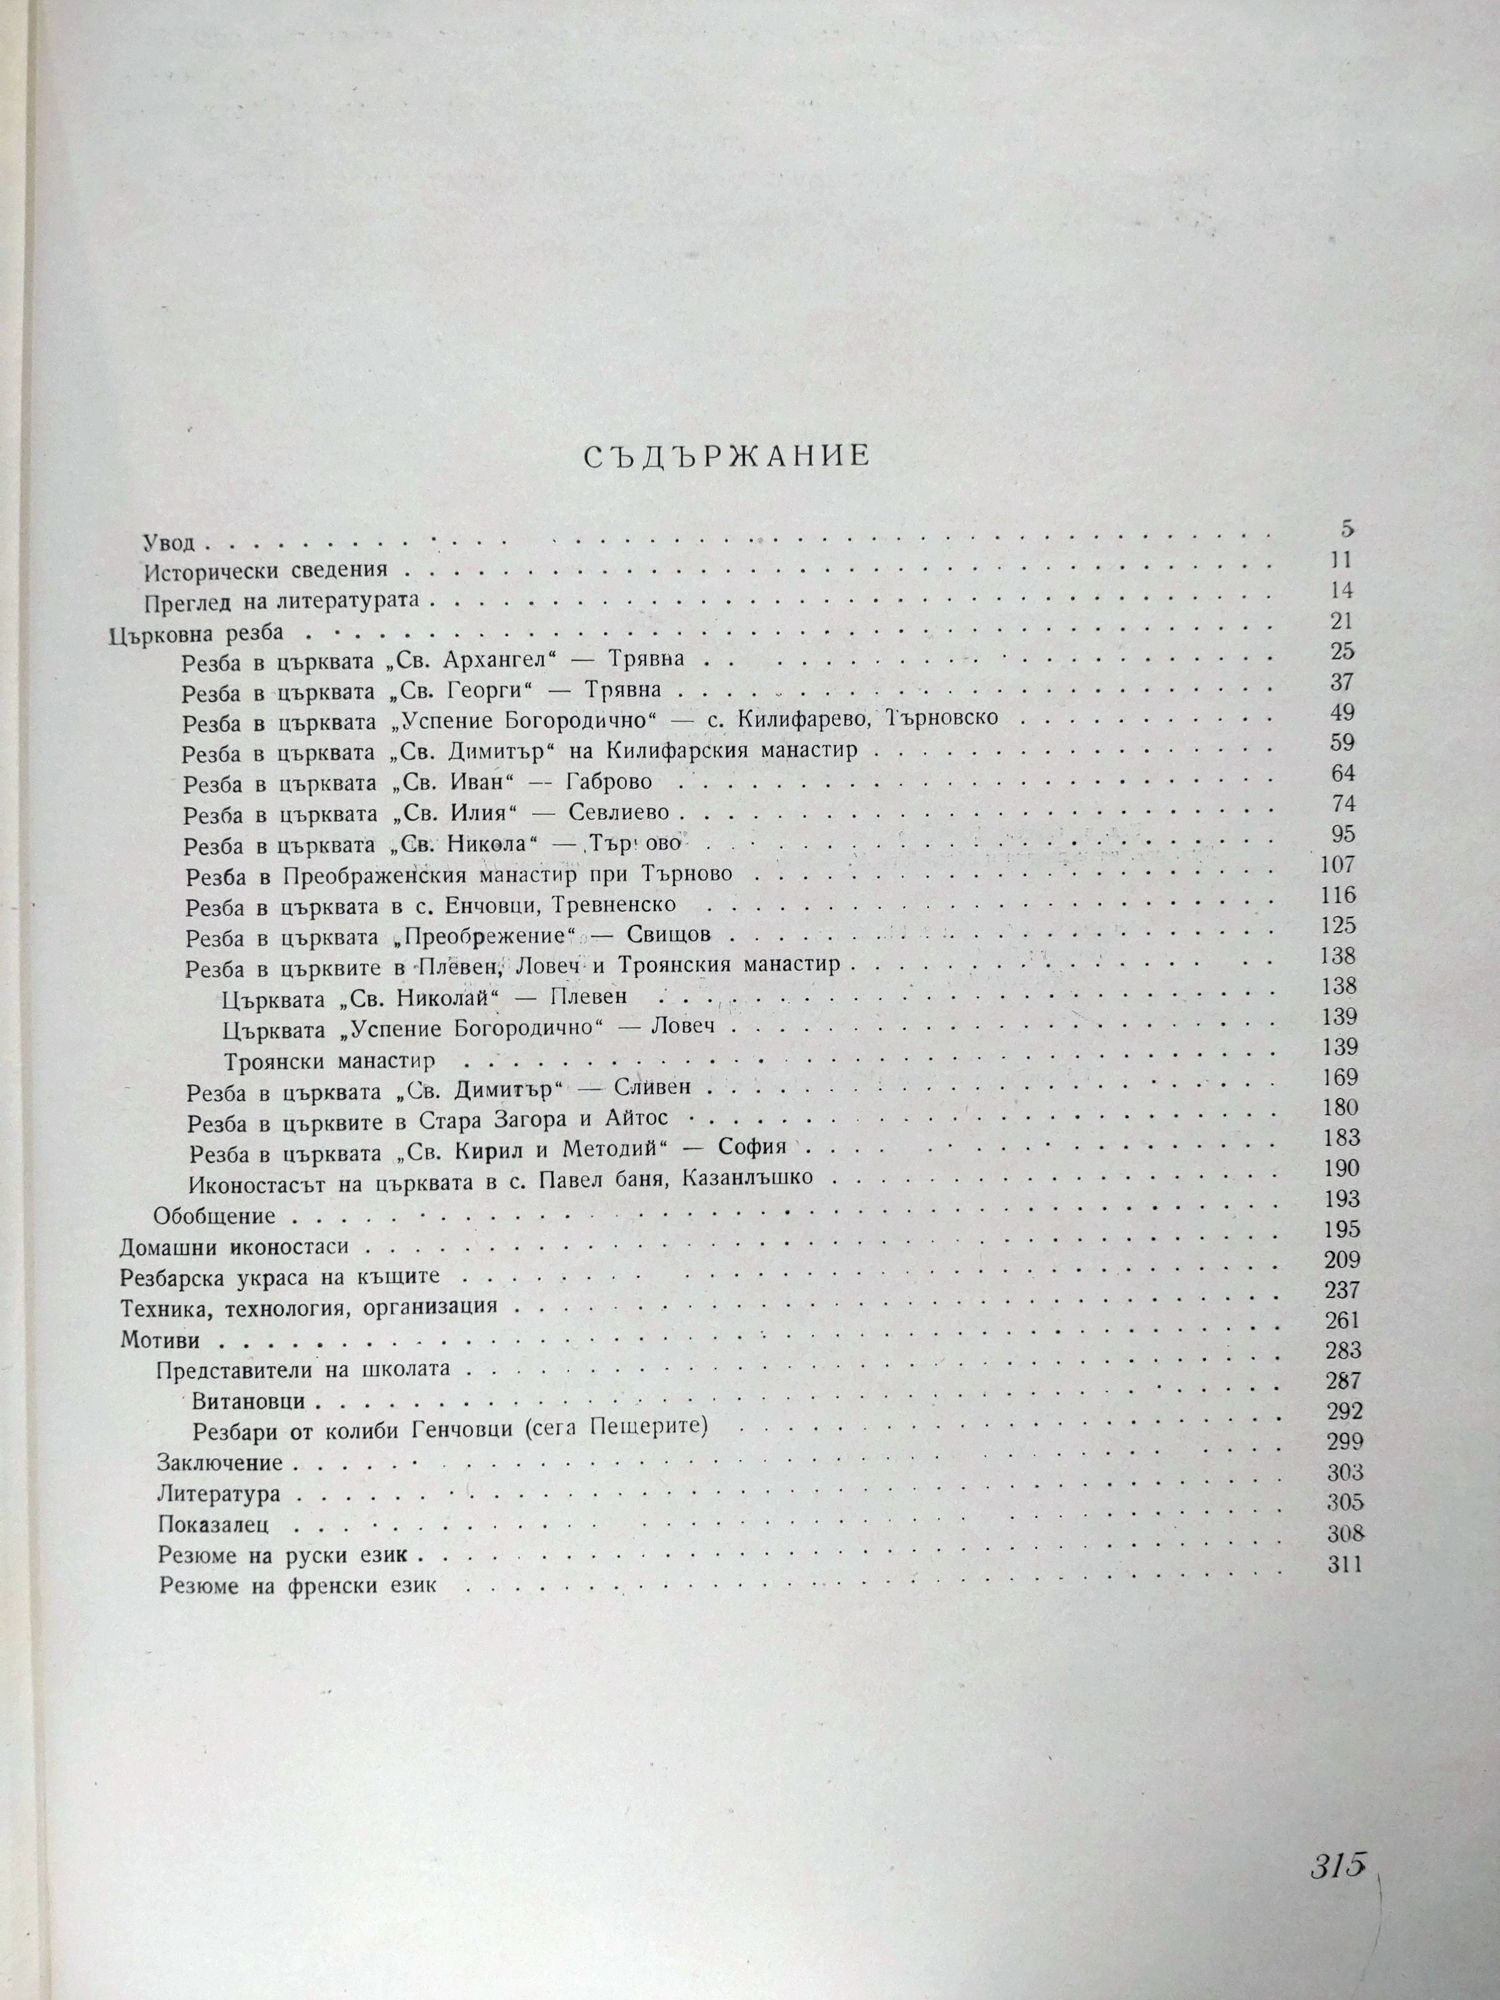 СЪДЪРЖАНИЕ
Увод 5
Исторически сведения 11
Преглед на литературата 14
Църковна резба 21
Резба в църквата „Св. Архангел“ — Трявна 25
Резба в църквата „Св. Георги“ — Трявна 37
Резба в църквата „Успение Богородично“ — с. Килифарево, Търновско 49
Резба в църквата „Св. Димитър“ на Килифарския манастир 59
Резба в църквата „Св. Иван“ — Габрово 64
Резба в църквата „Св. Илия“ — Севлиево 74
Резба в църквата „Св. Никола“ — Търново 95
Резба в Преображенския манастир при Търново 107
Резба в църквата в с. Енчовци, Тревненско 116
Резба в църквата „Преобрежение“ — Свищов 125
Резба в църквите в Плевен, Ловеч и Троянския манастир 138
Църквата „Св. Николай“ — Плевен 138
Църквата „Успение Богородично“ — Ловеч 139
Троянски манастир 139
Резба в църквата „Св. Димитър“ — Сливен 169
Резба в църквите в Стара Загора и Айтос 180
Резба в църквата „Св. Кирил и Методий“ — София 183
Иконостасът на църквата в с. Павел баня, Казанлъшко 190
Обобщение 193
Домашни иконостаси 195
Резбарска украса на къщите 209
Техника, технология, организация 237
Мотиви 261
Представители на школата 283
Витановци 287
Резбари от колиби Генчовци (сега Пещерите) 292
Заключение 299
Литература 303
Показалец 305
Резюме на руски език 308
Резюме на френски език 311
315